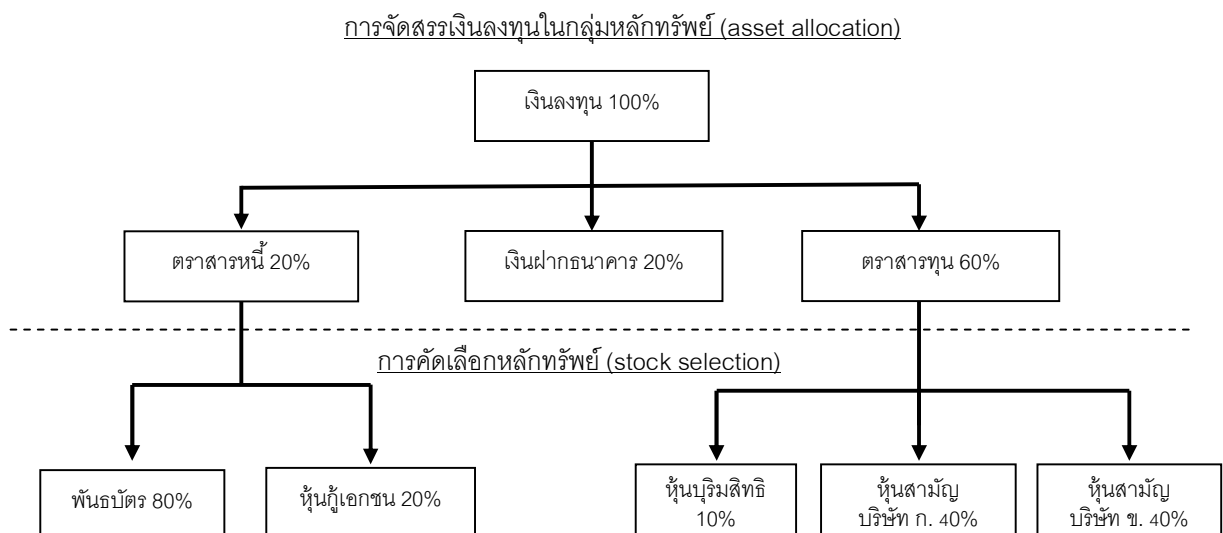 การจัดสรรเงินลงทุนในกลุ่มหลักทรัพย์ (asset allocation)
เงินลงทุน 100%
ตราสารหนี้ 20%
เงินฝากธนาคาร 20%
ตราสารทุน 60%
การคัดเลือกหลักทรัพย์ (stock selection)
พันธบัตร 80%
หุ้นกู้เอกชน 20%
หุ้นบุริมสิทธิ
10%
หุ้นสามัญ
บริษัท ก. 40%
หุ้นสามัญ
บริษัท ข. 40%